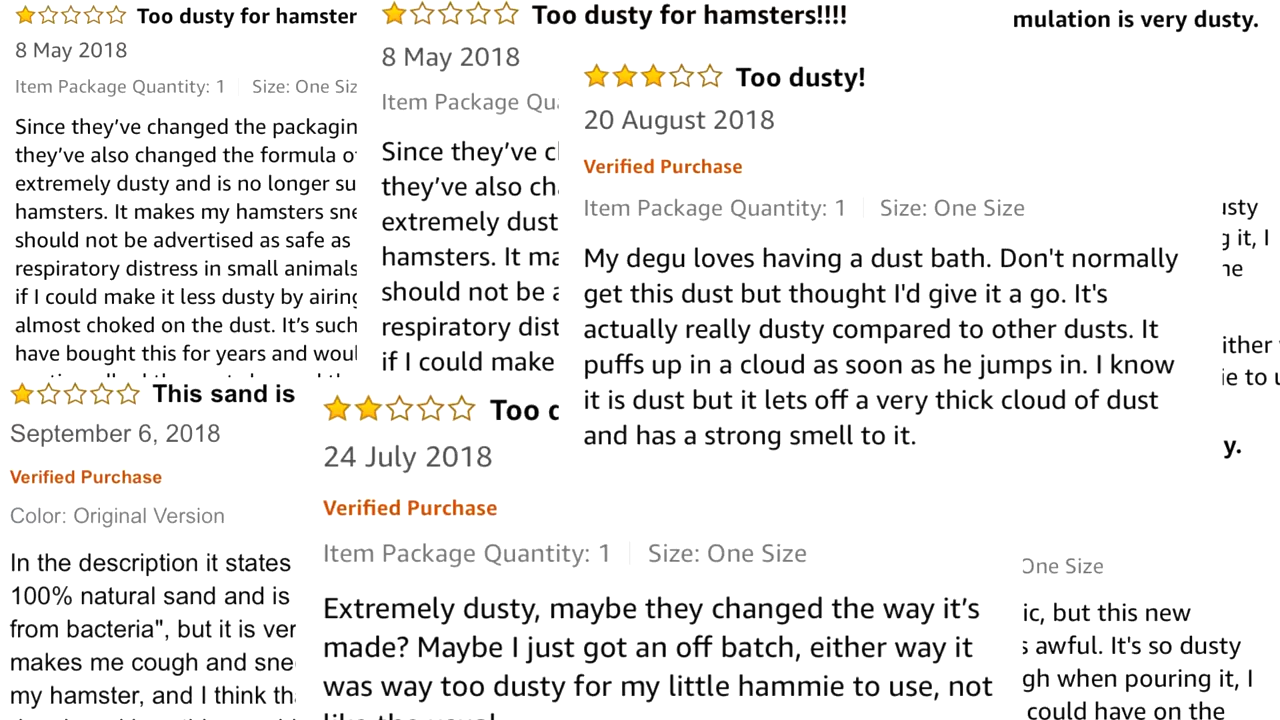 Too dusty for hamster
8 May 2018
Item Package Quantity: 1 Size: One Siz
Since they've changed the packagin
they've also changed the formula o
extremely dusty and is no longer su
hamsters. It makes my hamsters sne
should not be advertised as safe as
respiratory distress in small animals
if I could make it less dusty by airing
almost choked on the dust. It's such
have bought this for years and woul
Too dusty for hamsters!!!!
8 May 2018
Item Package Qu
Since they've c
they've also ch
extremely dust
hamsters. It ma
should not be a
respiratory dist
if I could make
mulation is very dusty.
Too dusty!
20 August 2018
Verified Purchase
Item Package Quantity: 1 Size: One Size
My degu loves having a dust bath. Don't normally
get this dust but thought I'd give it a go. It's
actually really dusty compared to other dusts. It
puffs up in a cloud as soon as he jumps in. I know
it is dust but it lets off a very thick cloud of dust
and has a strong smell to it.
usty
g it, I
ne
ither
ie to u
y.
This sand is
September 6, 2018
Verified Purchase
Color: Original Version
In the description it states
100% natural sand and is
from bacteria", but it is ver
makes me cough and sne
my hamster, and I think tha
Too d
24 July 2018
Verified Purchase
Item Package Quantity: 1 Size: One Size
Extremely dusty, maybe they changed the way it's
made? Maybe I just got an off batch, either way it
was way too dusty for my little hammie to use, not
like the usual
One Size
ic, but this new
s awful. It's so dusty
gh when pouring it, I
could have on the